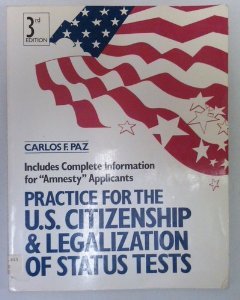 3rd
EDITION
CARLOS F. PAZ
Includes Complete Information
for "Amnesty" Applicants
PRACTICE FOR THE
U.S. CITIZENSHIP
& LEGALIZATION
OF STATUS TESTS